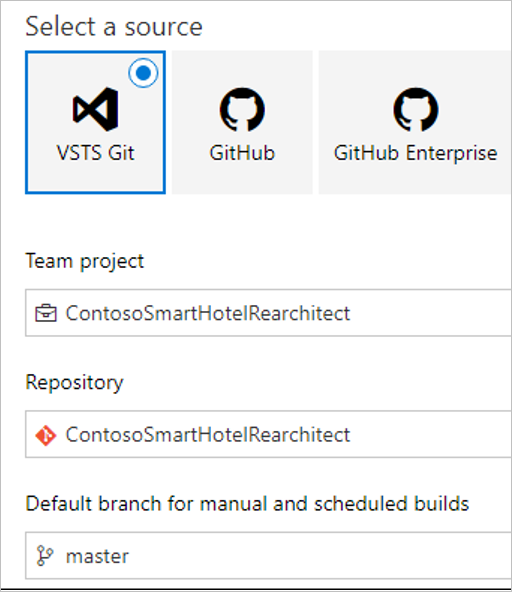 Select a source
VSTS Git
GitHub
GitHub Enterprise
Team project
ContosoSmartHotelRearchitect
Repository
ContosoSmartHotelRearchitect
Default branch for manual and scheduled builds
master